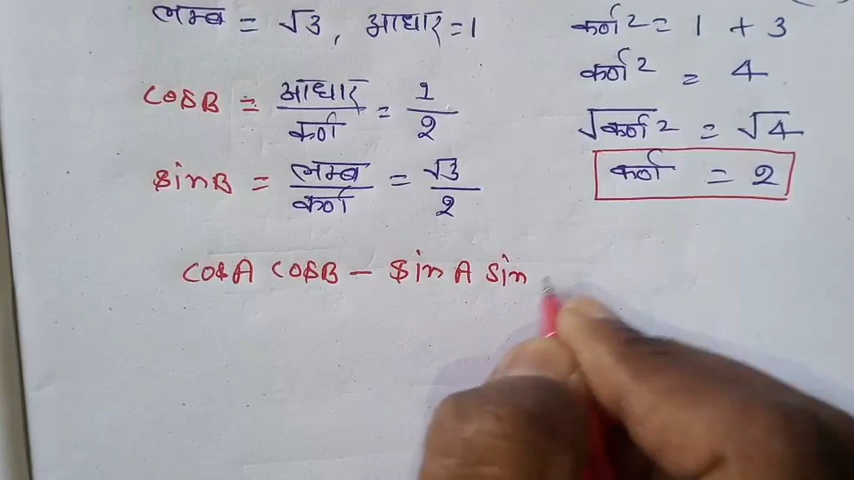 लम्ब = √3, आधार = 1
cosB = आधार/कर्ण = 1/2
sinB = लम्ब/कर्ण = √3/2
cosA cosB - sin A sin
कर्ण² = 1 + 3
कर्ण² = 4
√कर्ण² = √4
कर्ण = 2